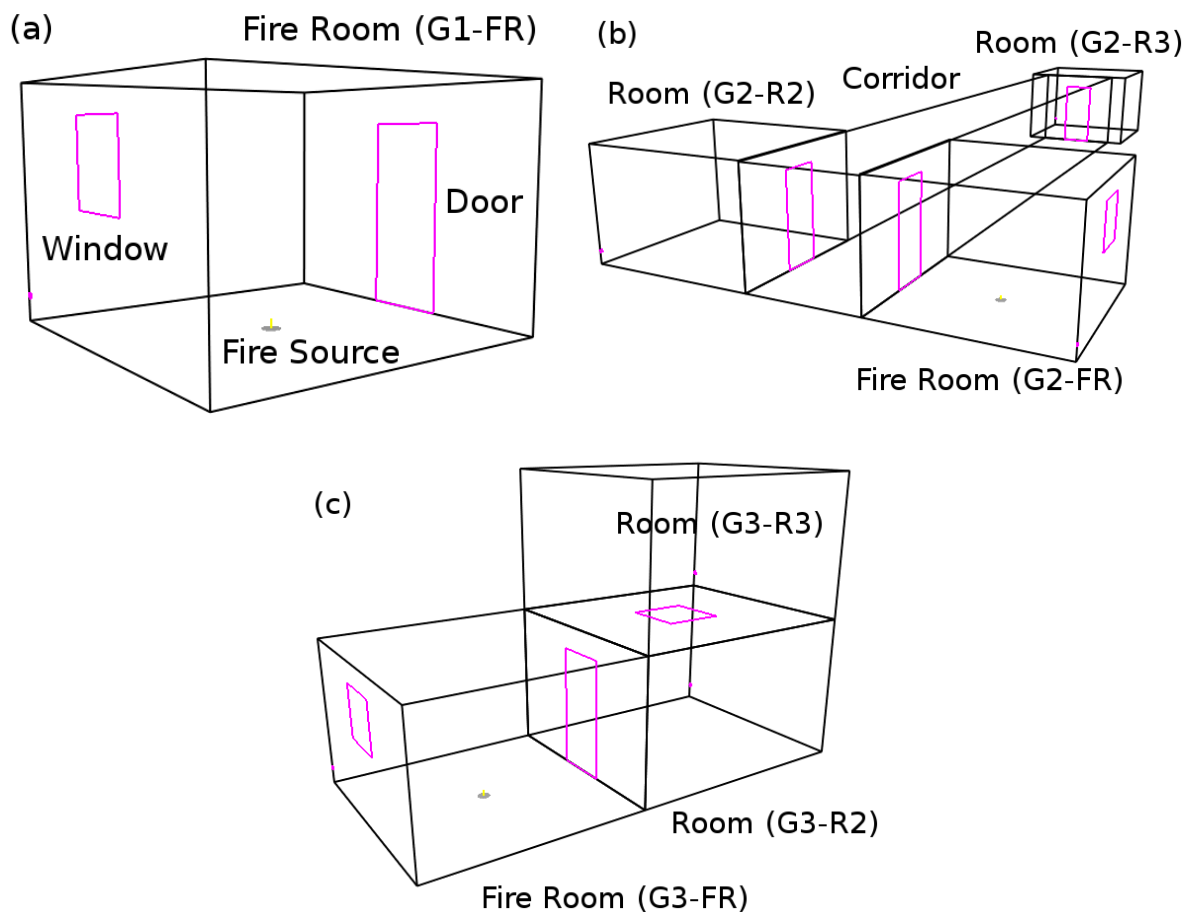 (a)
Fire Room (G1-FR)
Window
Door
Fire Source
(b)
Room (G2-R3)
Corridor
Room (G2-R2)
Fire Room (G2-FR)
(c)
Room (G3-R3)
Room (G3-R2)
Fire Room (G3-FR)